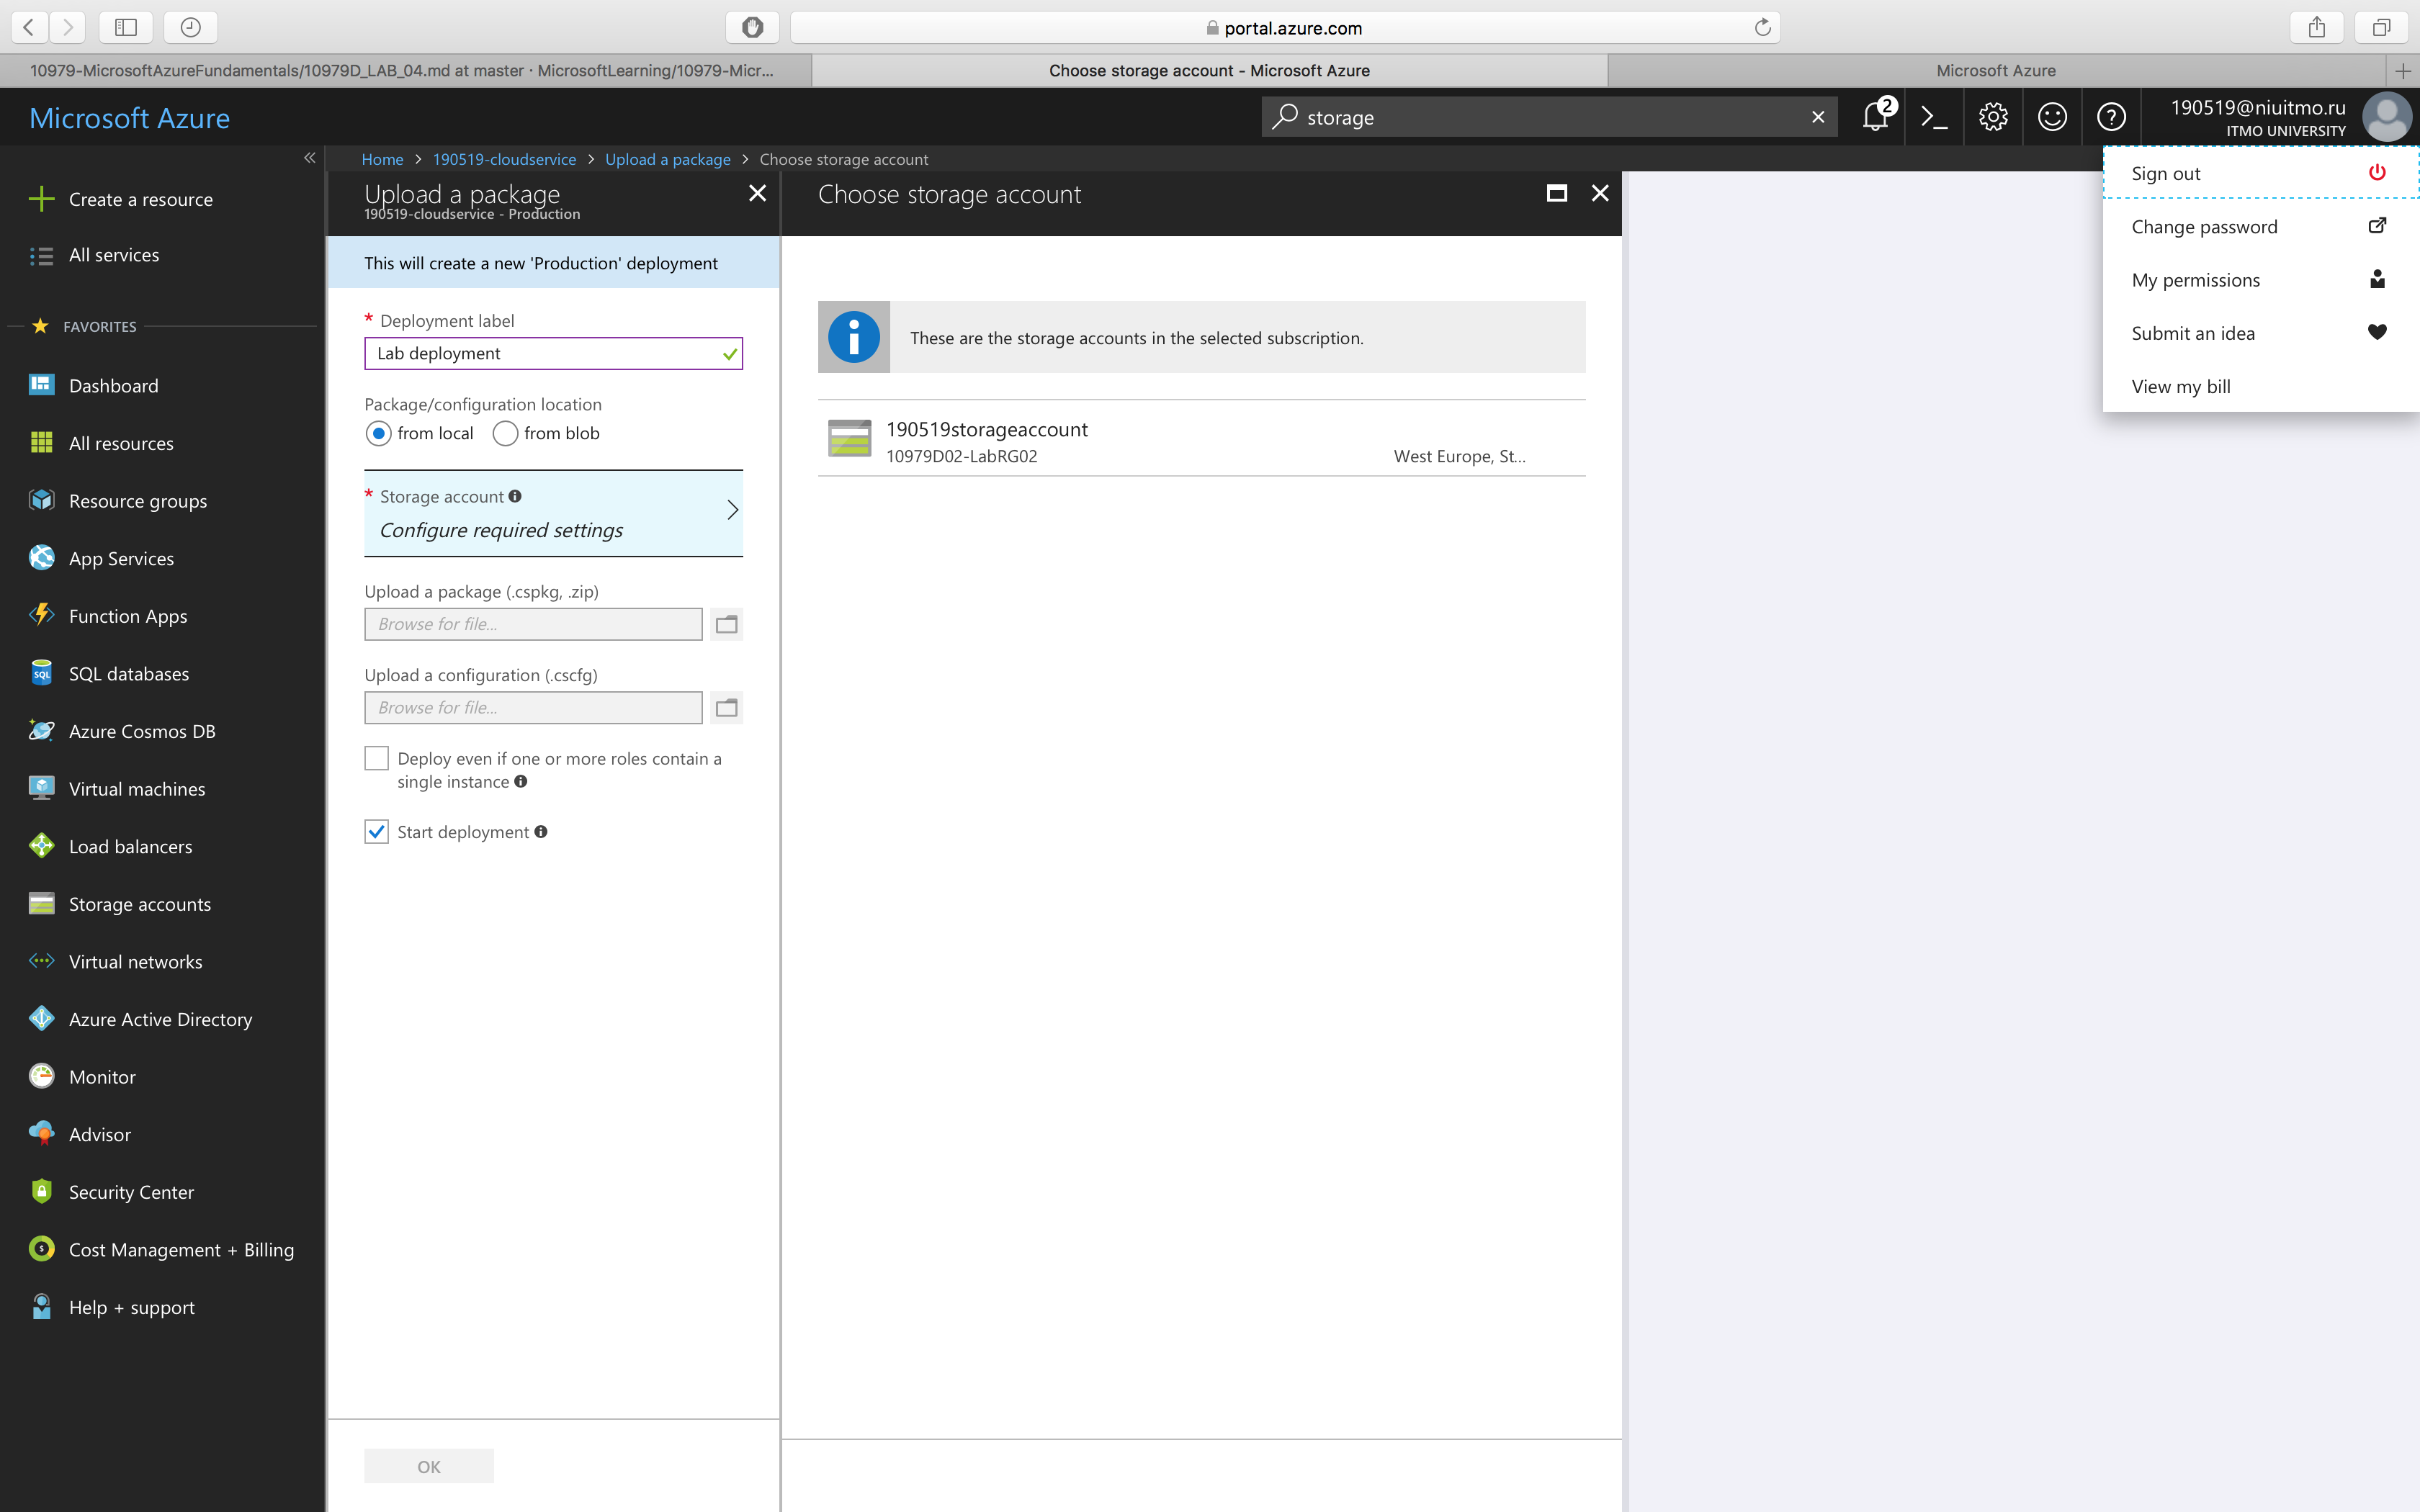 portal.azure.com
10979-MicrosoftAzureFundamentals/10979D_LAB_04.md at master · MicrosoftLearning/10979-Micr...
Choose storage account - Microsoft Azure
Microsoft Azure
Microsoft Azure
storage
2
190519@niuitmo.ru
ITMO UNIVERSITY
Home > 190519-cloudservice > Upload a package > Choose storage account
Sign out
Change password
My permissions
Submit an idea
View my bill
Create a resource
All services
FAVORITES
Dashboard
All resources
Resource groups
App Services
Function Apps
SQL
SQL databases
Azure Cosmos DB
Virtual machines
Load balancers
Storage accounts
Virtual networks
Azure Active Directory
Monitor
Advisor
Security Center
Cost Management + Billing
Help + support
Upload a package
190519-cloudservice - Production
This will create a new 'Production' deployment
* Deployment label
Lab deployment
Package/configuration location
from local from blob
* Storage account
Configure required settings
Upload a package (.cspkg, .zip)
Browse for file...
Upload a configuration (.cscfg)
Browse for file...
Deploy even if one or more roles contain a
single instance
Start deployment
OK
Choose storage account
These are the storage accounts in the selected subscription.
190519storageaccount
10979D02-LabRG02
West Europe, St...